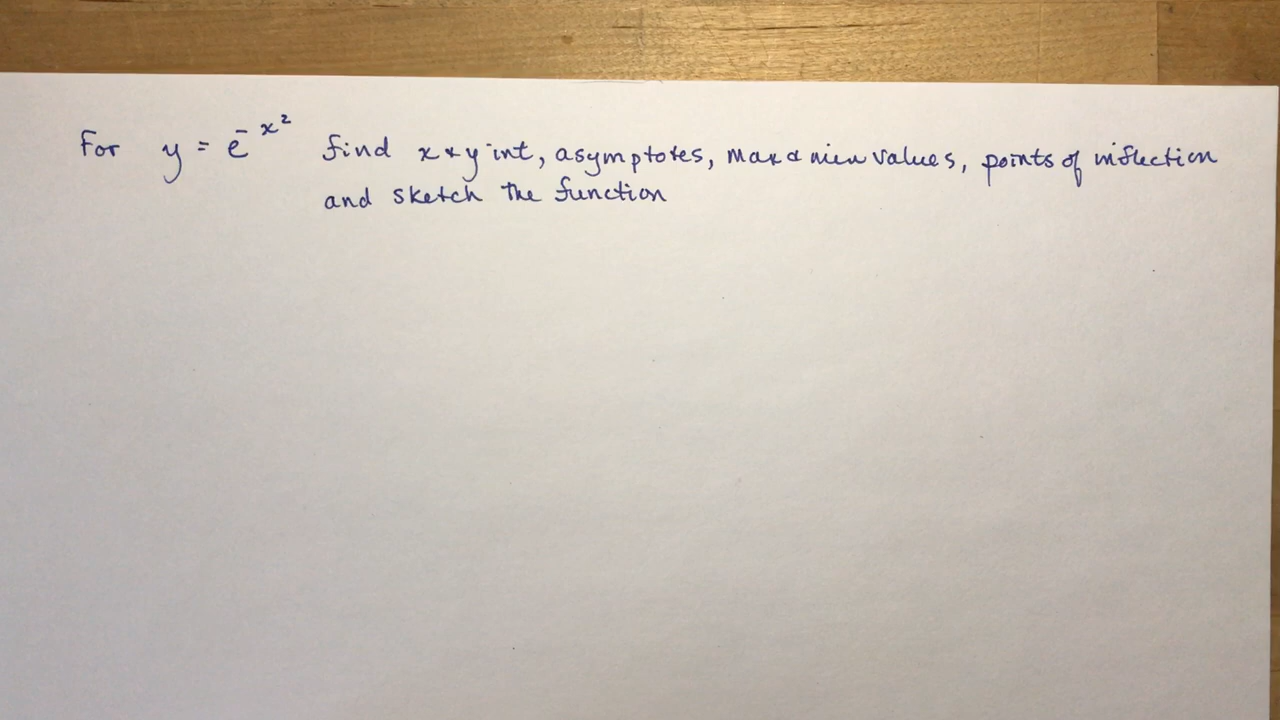 For y = e^-x² find x & y int, asymptotes, max & min values, points of inflection
and sketch the function